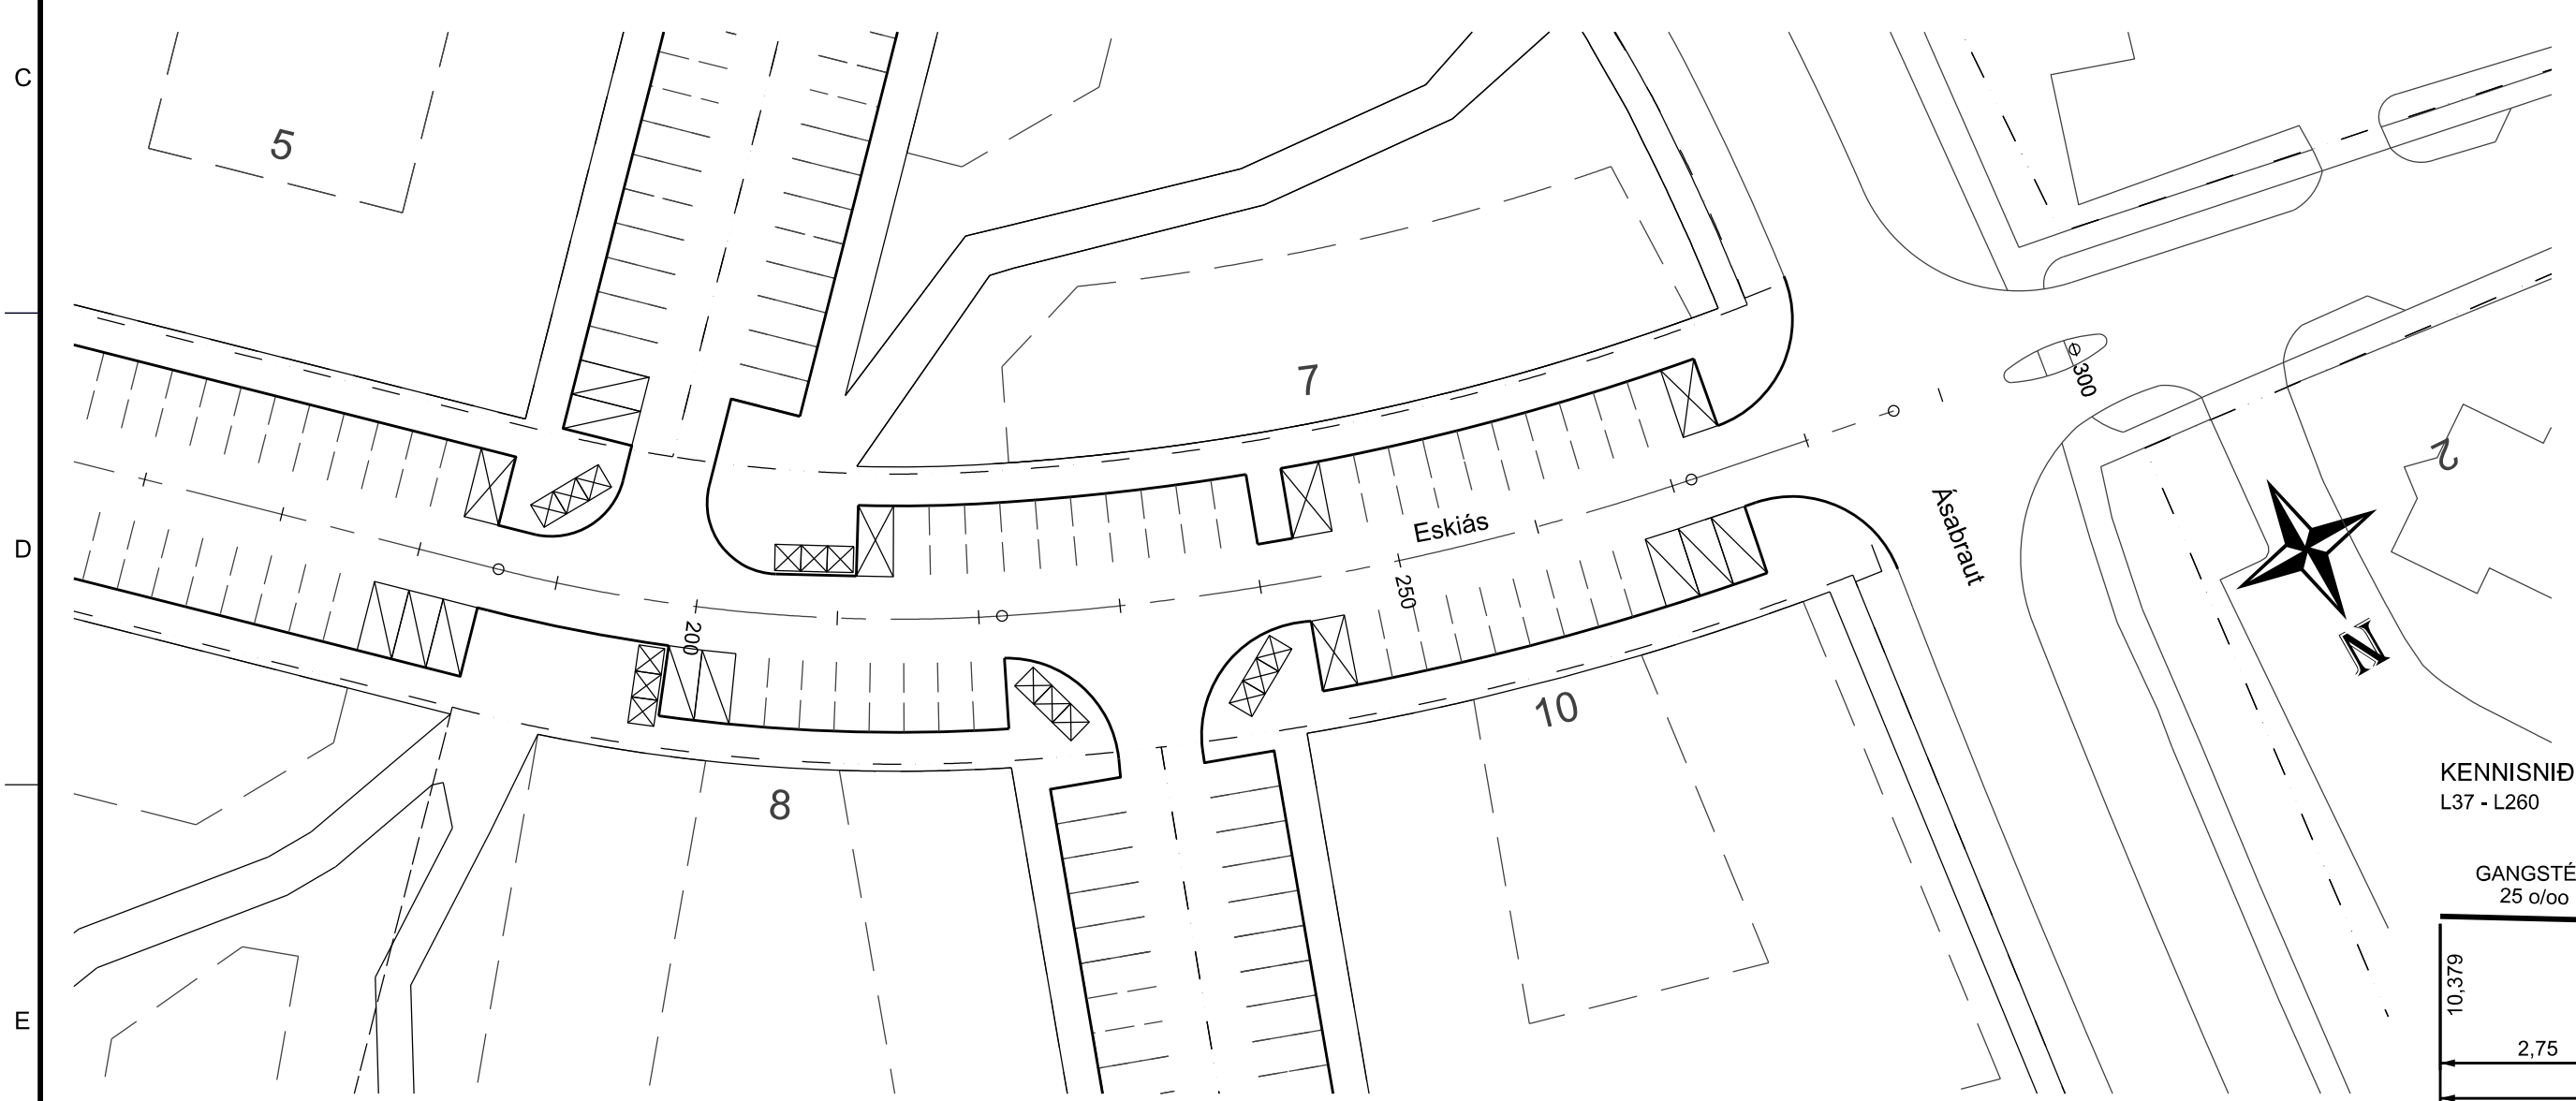 C
5
7
Φ 300
2
Eskiás
Ásabraut
D
250
200
N
10
KENNISNIÐ
L37 - L260
8
GANGSTÉ
25 o/oo
10,379
E
2,75